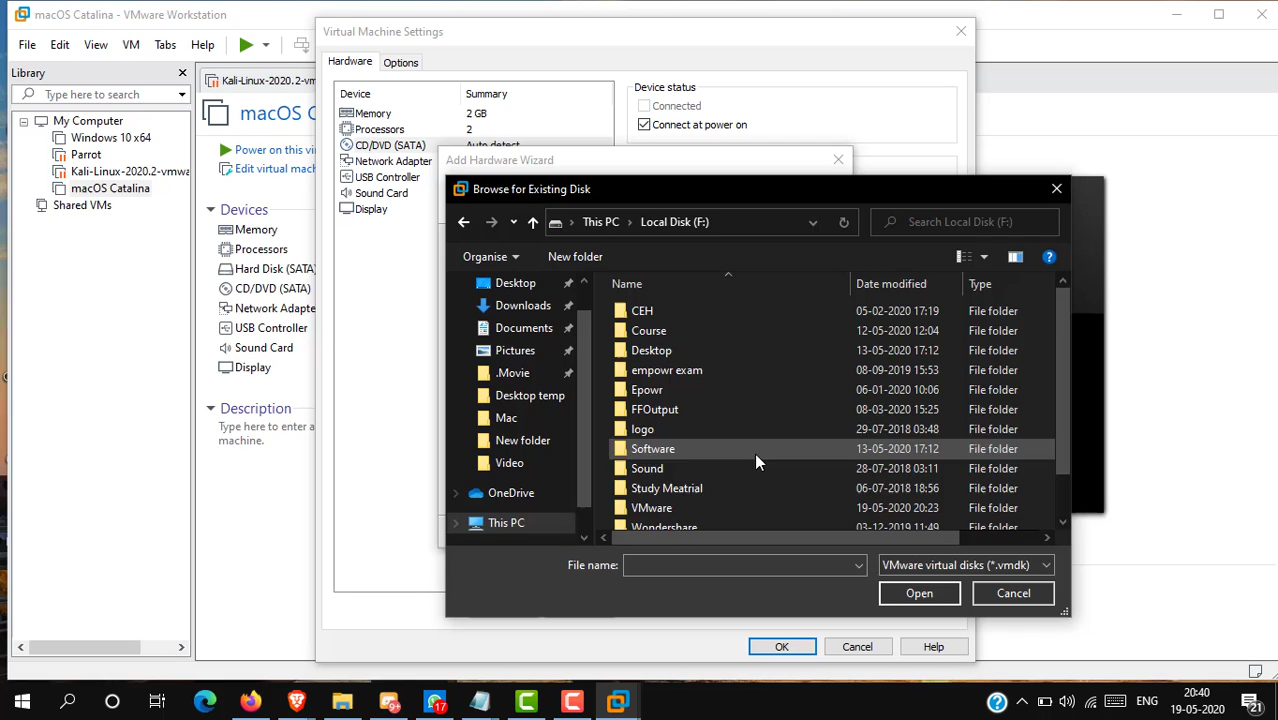 macOS Catalina - VMware Workstation
File Edit View VM Tabs Help
Library
Type here to search
My Computer
Windows 10 x64
Parrot
Kali-Linux-2020.2-vmwa
macOS Catalina
Shared VMs
Kali-Linux-2020.2-vm
macOS C
Power on this vi
Edit virtual mach
Devices
Memory
Processors
Hard Disk (SATA)
CD/DVD (SATA)
Network Adapte
USB Controller
Sound Card
Display
Description
Type here to enter
machine.
Virtual Machine Settings
Hardware Options
Device Summary
Memory 2 GB
Processors 2
CD/DVD (SATA) Auto detect
Network Adapter
USB Controller
Sound Card
Display
Device status
Connected
Connect at power on
Add Hardware Wizard
Browse for Existing Disk
This PC Local Disk (F:)
Search Local Disk (F:)
Organise New folder
Desktop
Downloads
Documents
Pictures
.Movie
Desktop temp
Mac
New folder
Video
OneDrive
This PC
Name Date modified Type
CEH 05-02-2020 17:19 File folder
Course 12-05-2020 12:04 File folder
Desktop 13-05-2020 17:12 File folder
empowr exam 08-09-2019 15:53 File folder
Epowr 06-01-2020 10:06 File folder
FFOutput 08-03-2020 15:25 File folder
logo 29-07-2018 03:48 File folder
Software 13-05-2020 17:12 File folder
Sound 28-07-2018 03:11 File folder
Study Meatrial 06-07-2018 18:56 File folder
VMware 19-05-2020 20:23 File folder
Wondershare 03-12-2019 11:49 File folder
File name: VMware virtual disks (*.vmdk)
Open Cancel
OK Cancel Help
17
ENG
20:40
19-05-2020
21